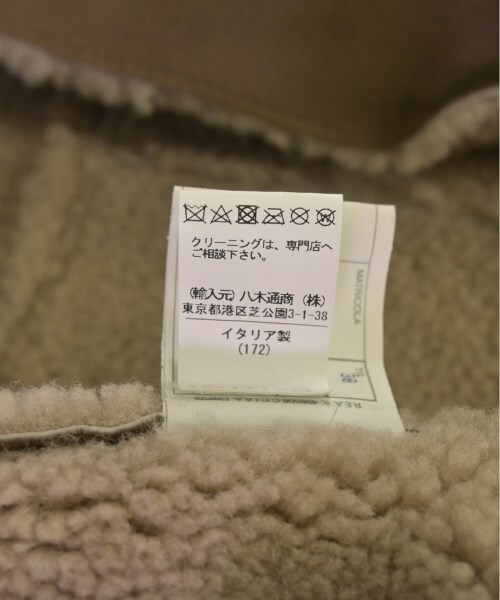 クリーニングは、専門店へ
ご相談下さい。
(輸入元) 八木通商 (株)
東京都港区芝公園3-1-38
イタリア製
(172)
MATRICOLA